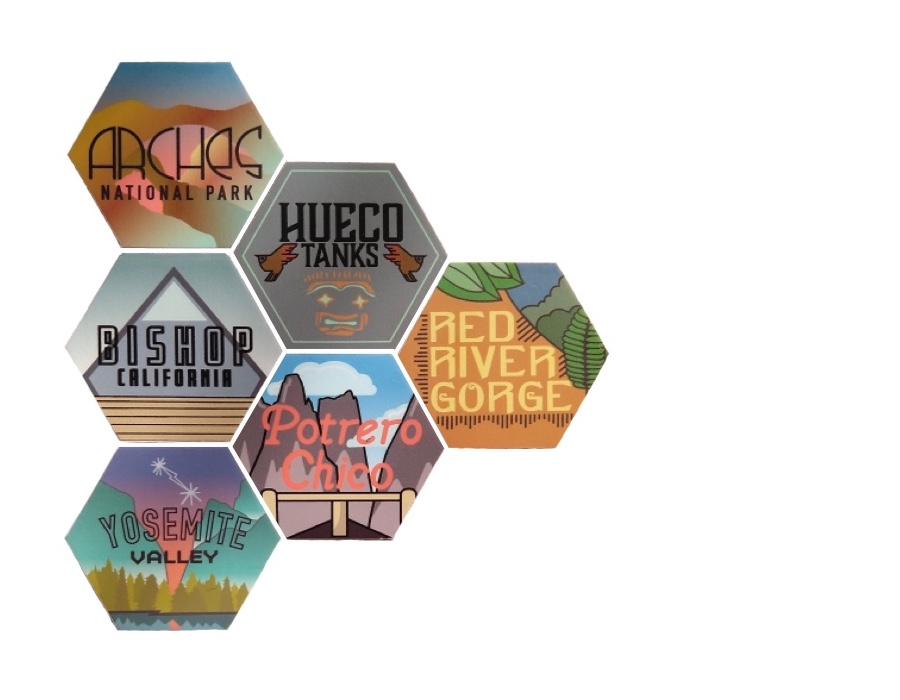 ARCHES
NATIONAL PARK
HUECO
TANKS
BISHOP
CALIFORNIA
RED
RIVER
GORGE
Potrero
Chico
YOSEMITE
VALLEY